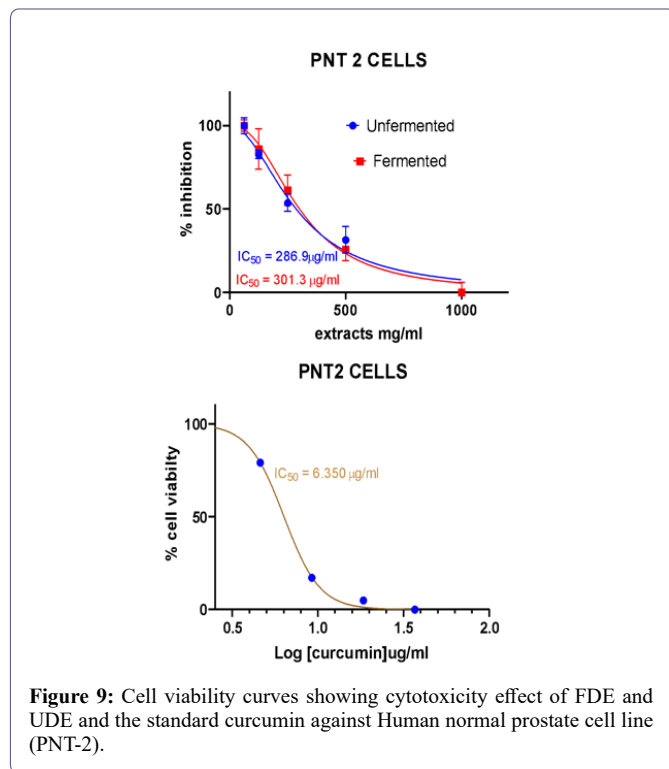 PNT 2 CELLS
100
50
0
% inhibition
Unfermented
Fermented
IC50 = 286.9μg/ml
IC50 = 301.3 μg/ml
0 500 1000
extracts mg/ml
PNT2 CELLS
100
50
0
% cell viabilty
IC50 = 6.350 μg/ml
0.5 1.0 1.5 2.0
Log [curcumin]ug/ml
Figure 9: Cell viability curves showing cytotoxicity effect of FDE and
UDE and the standard curcumin against Human normal prostate cell line
(PNT-2).